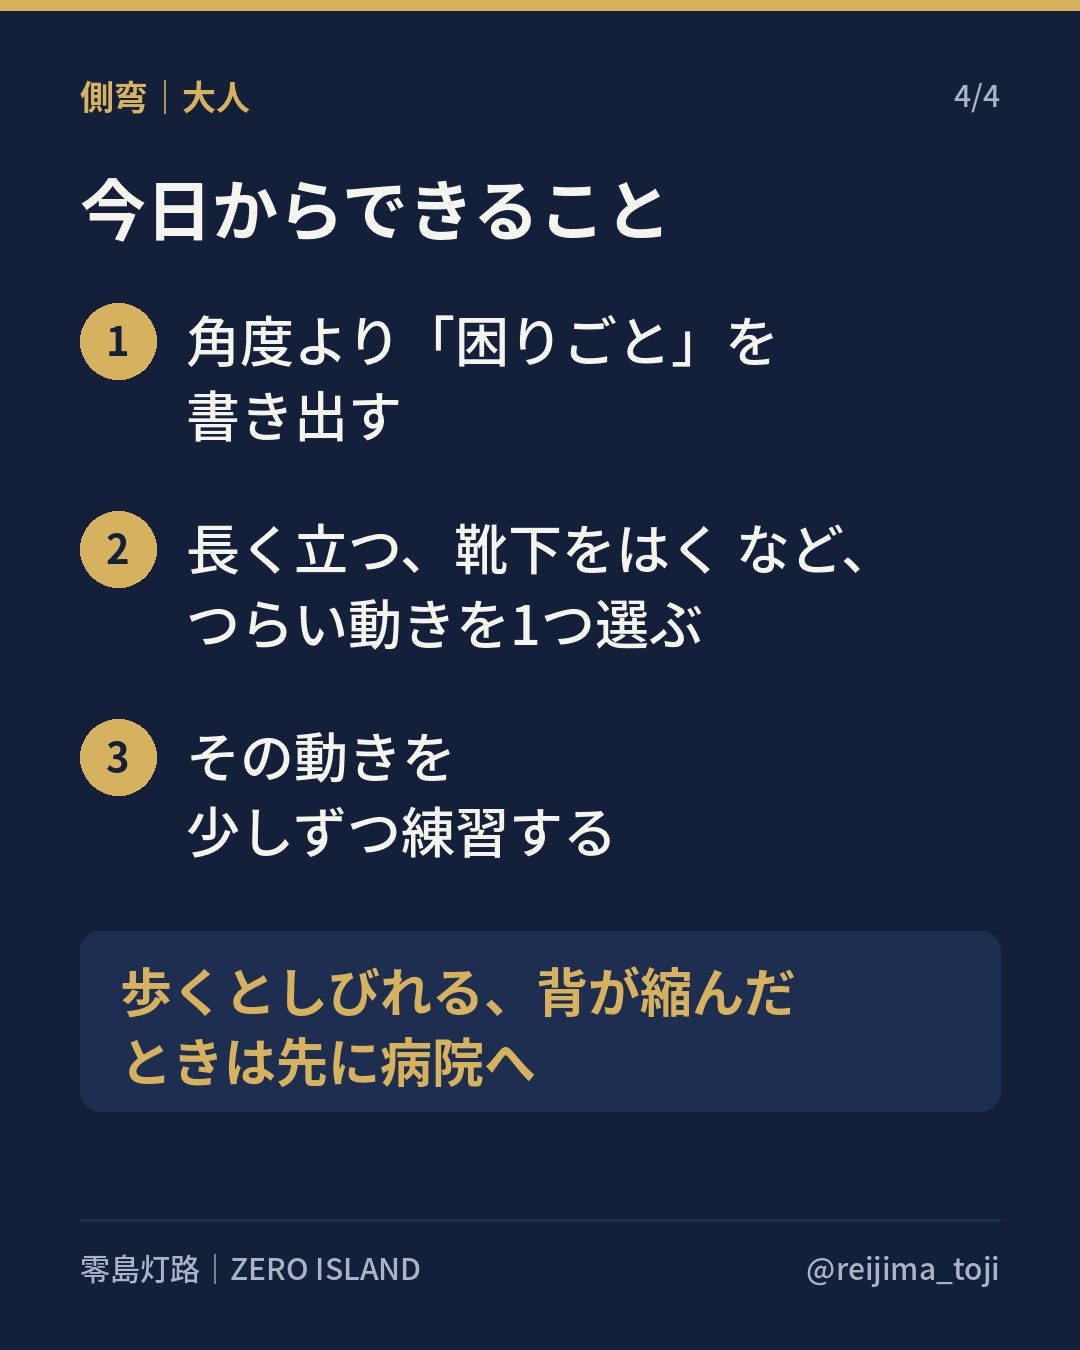 側弯｜大人
4/4
今日からできること
1 角度より「困りごと」を
書き出す
2 長く立つ、靴下をはく など、
つらい動きを1つ選ぶ
3 その動きを
少しずつ練習する
歩くとしびれる、背が縮んだ
ときは先に病院へ
零島灯路｜ZERO ISLAND
@reijima_toji